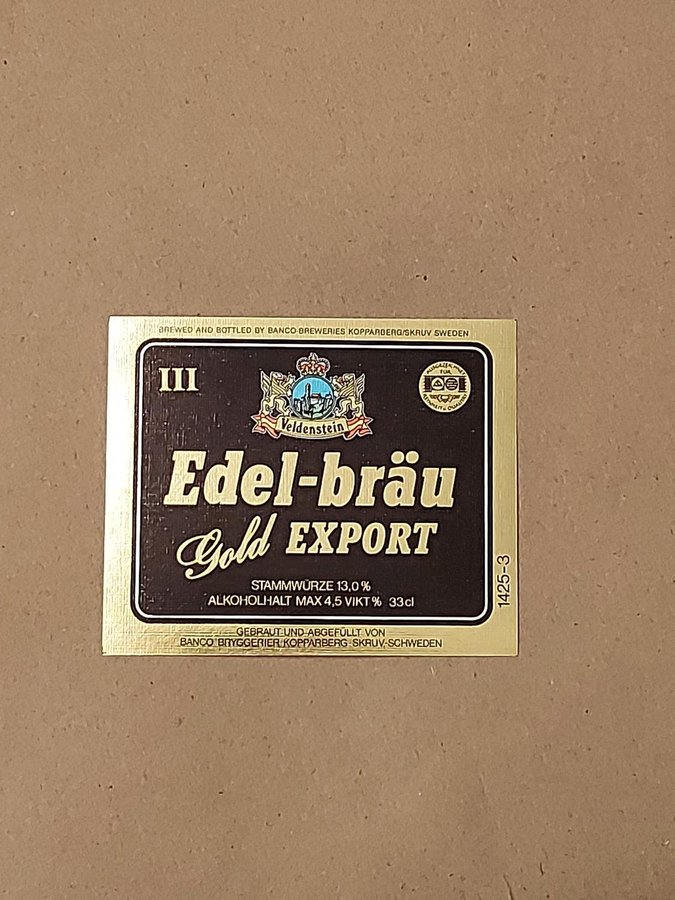 BREWED AND BOTTLED BY BANCO BREWERIES KOPPARBERG/SKRUV SWEDEN
III
Veldenstein
FÜR
Edel-bräu
Gold EXPORT
STAMMWÜRZE 13,0 %
ALKOHOLHALT MAX 4,5 VIKT % 33 cl
1425-3
GEBRAUT UND ABGEFÜLLT VON
BANCO BRYGGERIER KOPPARBERG SKRUV-SCHWEDEN